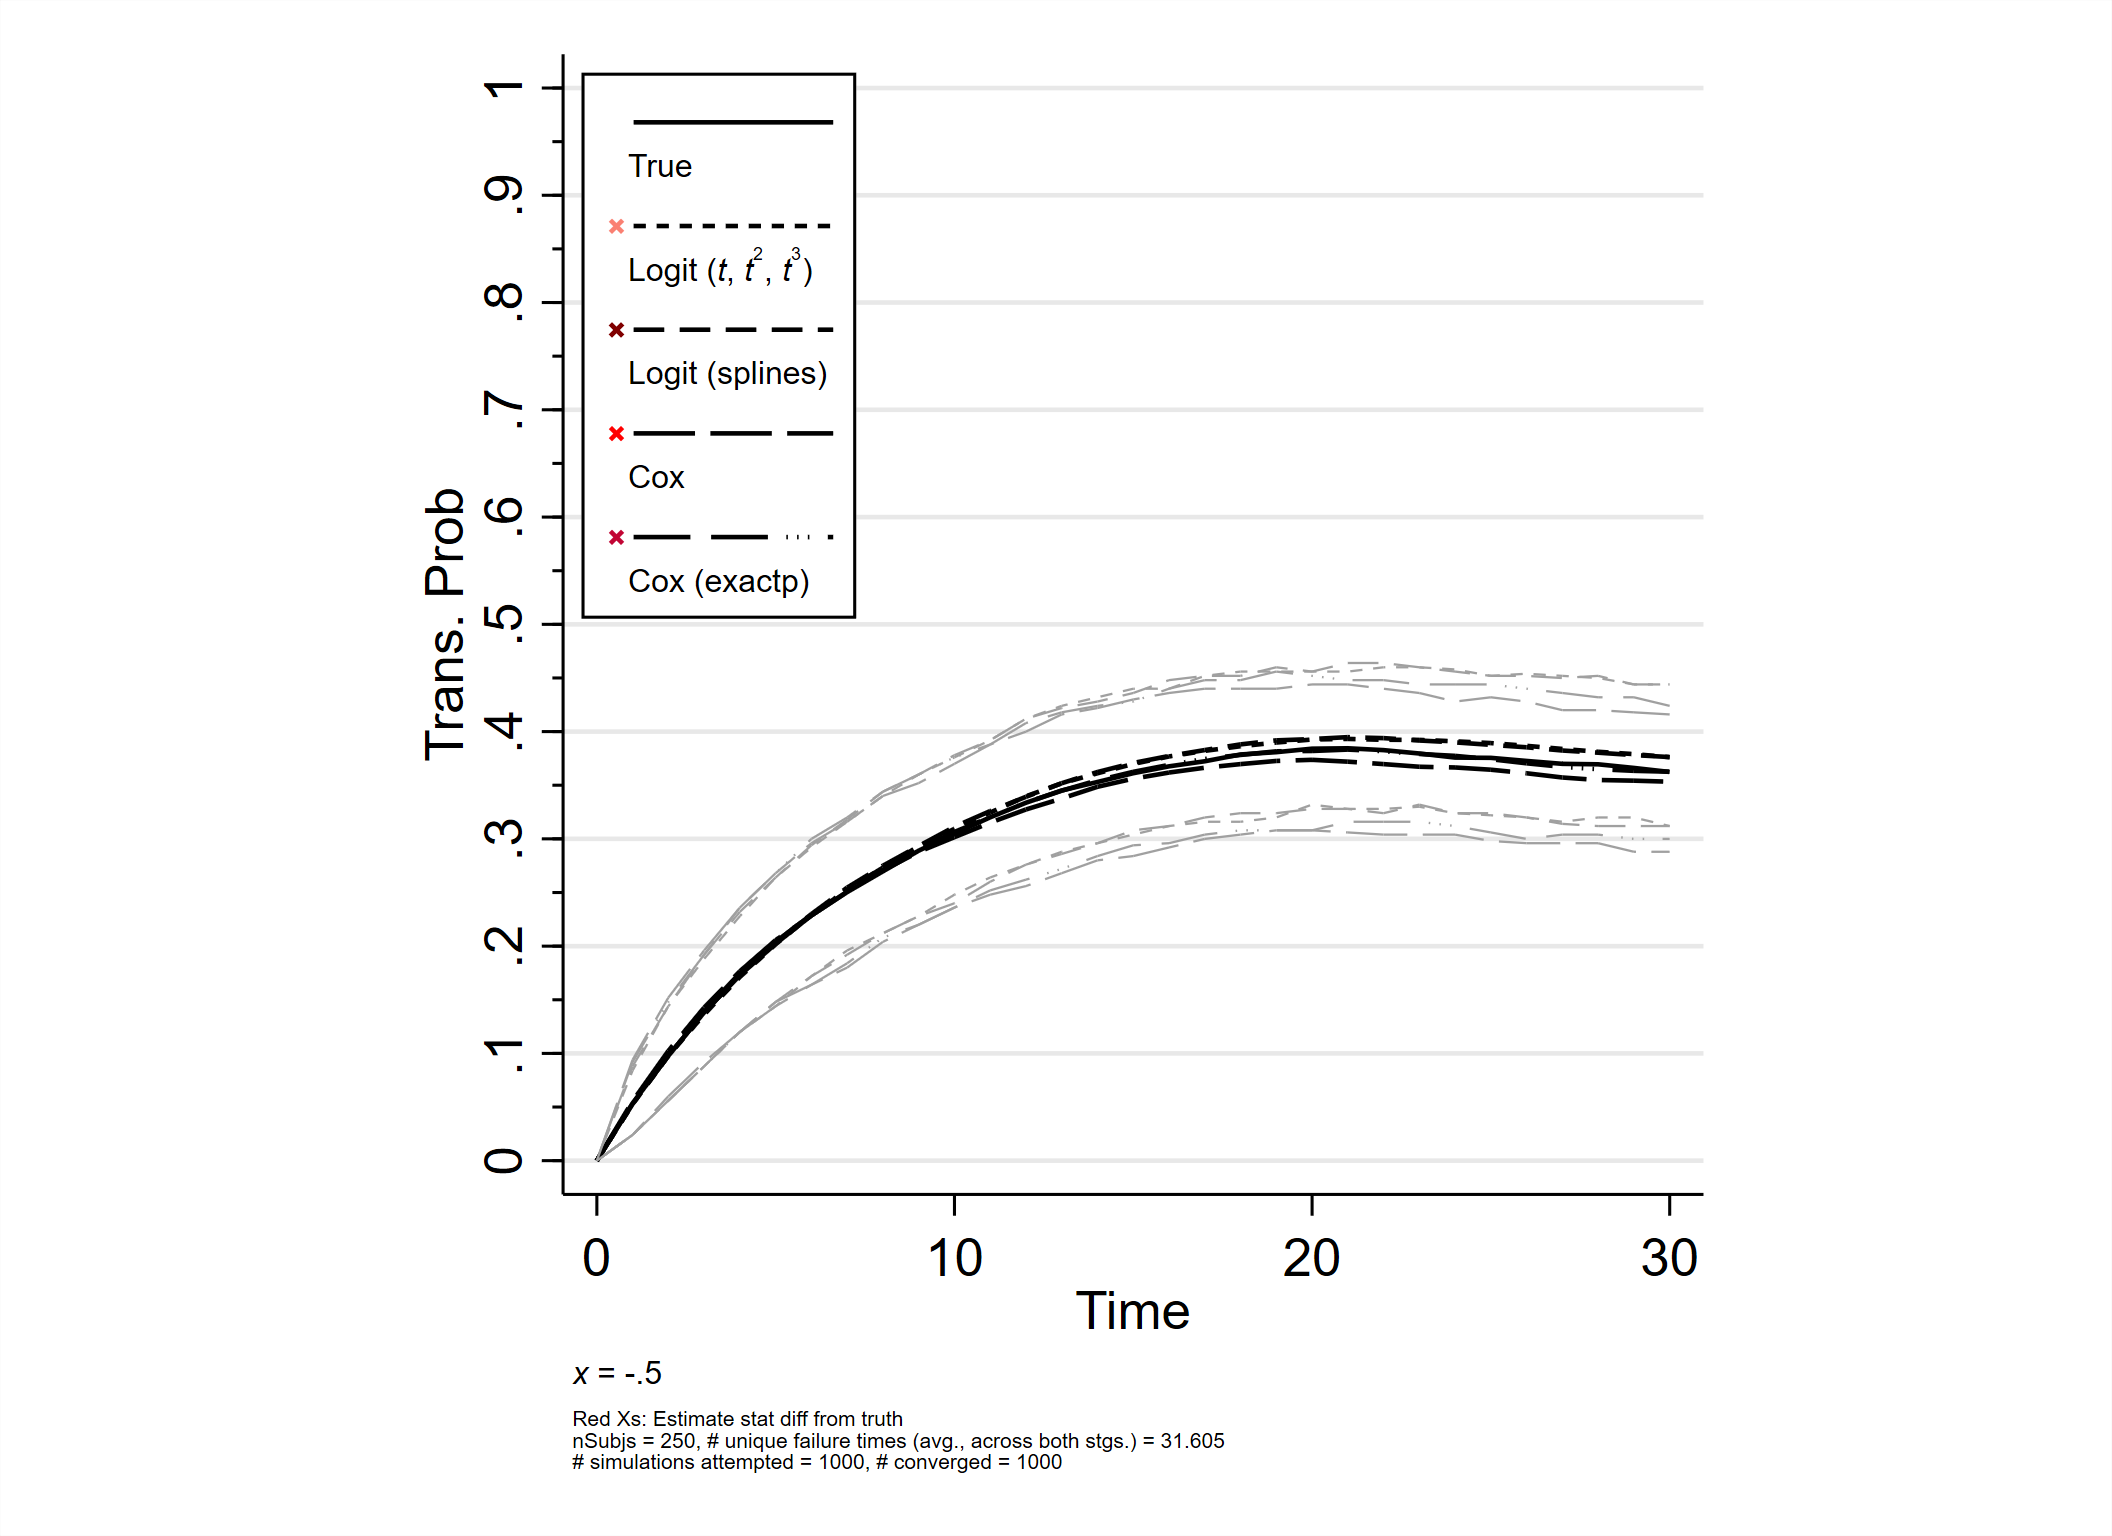 1
.9
.8
.7
.6
.5
.4
.3
.2
.1
0
Trans. Prob
True
Logit (t, t², t³)
Logit (splines)
Cox
Cox (exactp)
0 10 20 30
Time
x = -.5
Red Xs: Estimate stat diff from truth
nSubjs = 250, # unique failure times (avg., across both stgs.) = 31.605
# simulations attempted = 1000, # converged = 1000